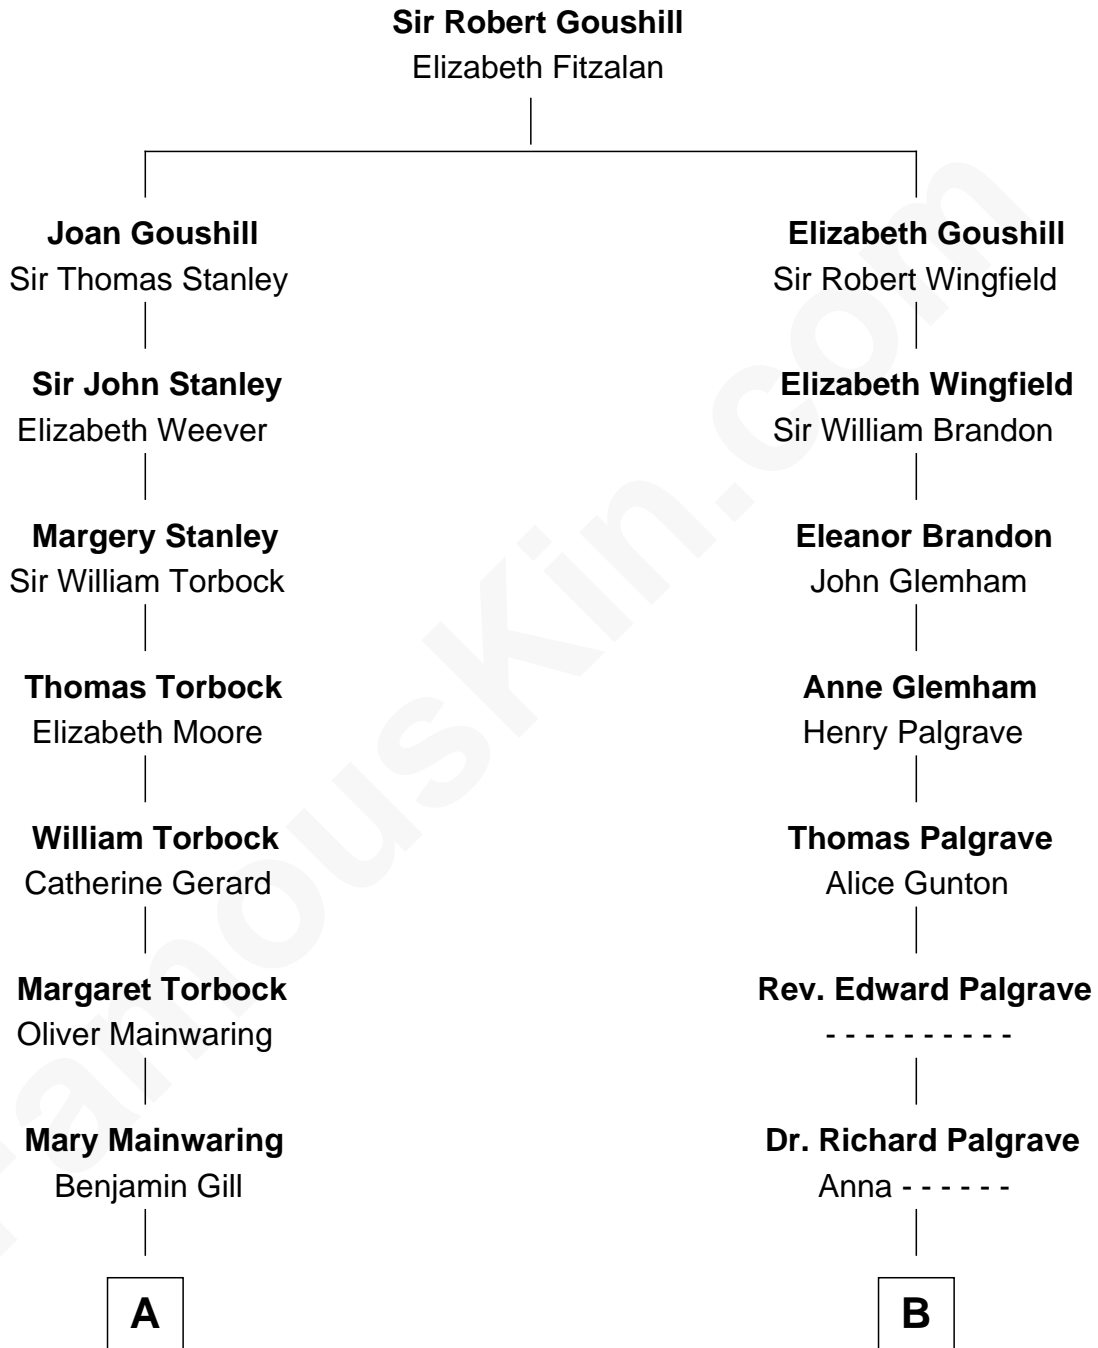 Sir Robert Goushill
Elizabeth Fitzalan
Joan Goushill
Sir Thomas Stanley
Elizabeth Goushill
Sir Robert Wingfield
Sir John Stanley
Elizabeth Weever
Elizabeth Wingfield
Sir William Brandon
Margery Stanley
Sir William Torbock
Eleanor Brandon
John Glemham
Thomas Torbock
Elizabeth Moore
Anne Glemham
Henry Palgrave
William Torbock
Catherine Gerard
Thomas Palgrave
Alice Gunton
Margaret Torbock
Oliver Mainwaring
Rev. Edward Palgrave
- - - - - - - - - -
Mary Mainwaring
Benjamin Gill
Dr. Richard Palgrave
Anna - - - - - -
A
B
FamousKin.com